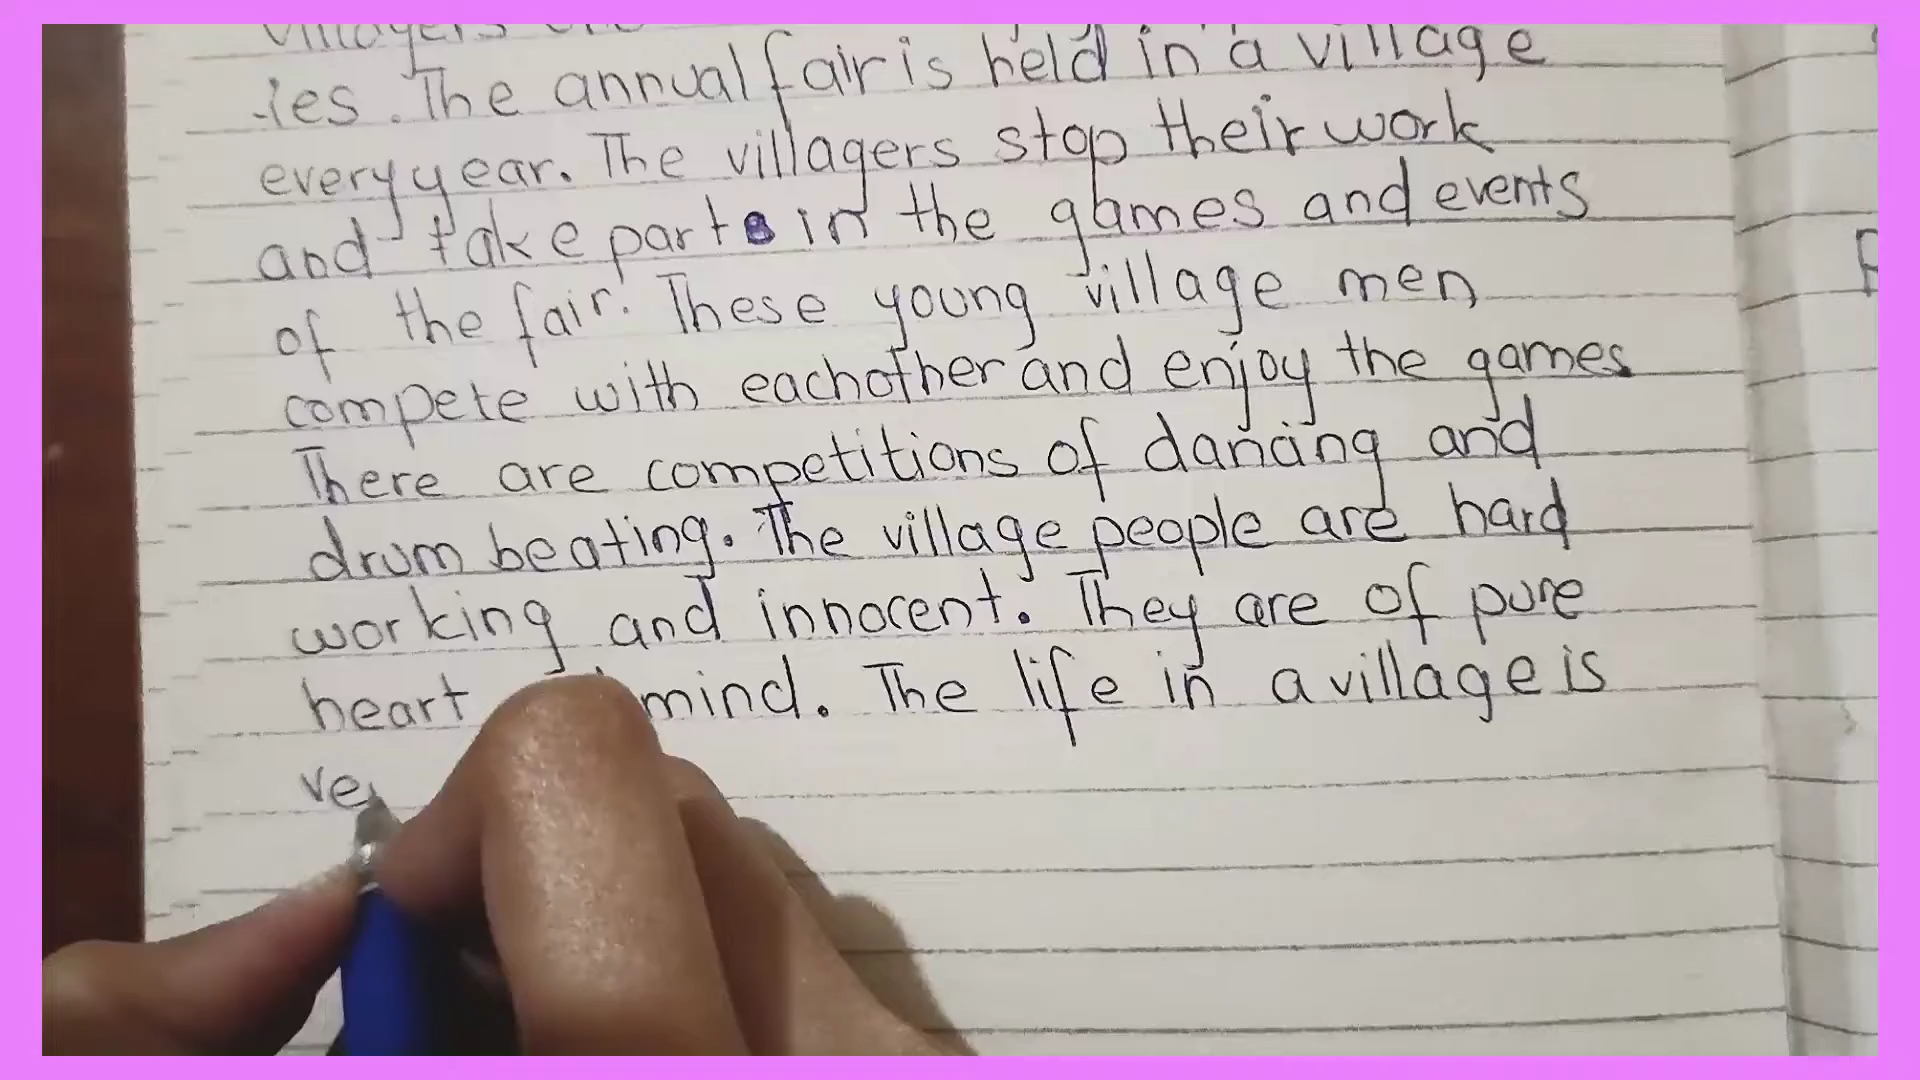 villagers
-ies. The annual fair is held in a village
every year. The villagers stop their work
and take parts in the games and events
of the fair. These young village men
compete with eachother and enjoy the games.
There are competitions of dancing and
drum beating. The village people are hard
working and innocent. They are of pure
heart mind. The life in a village is
ve